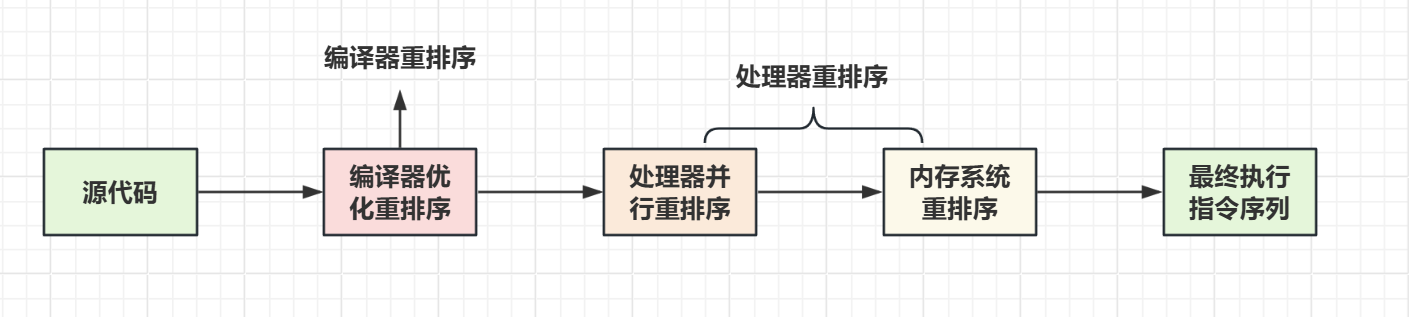 编译器重排序
处理器重排序
源代码
编译器优
化重排序
处理器并
行重排序
内存系统
重排序
最终执行
指令序列